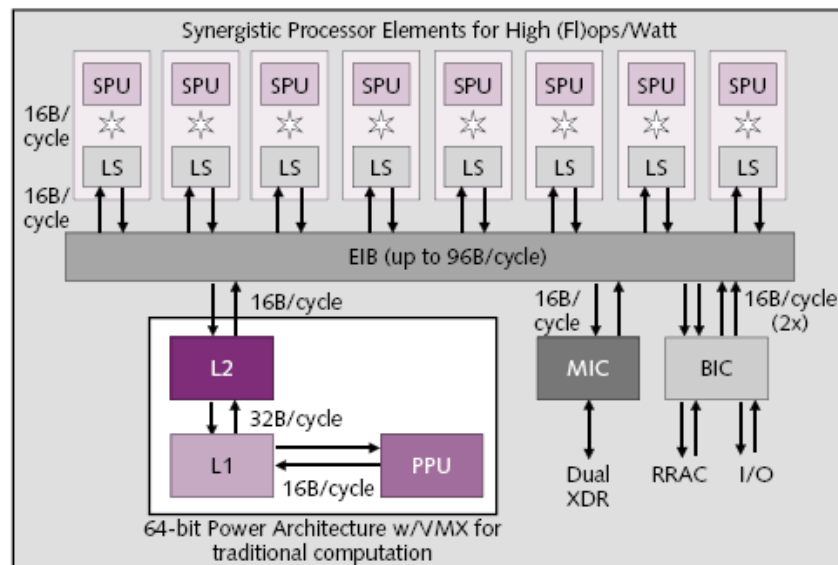 Synergistic Processor Elements for High (Fl)ops/Watt
SPU SPU SPU SPU SPU SPU SPU SPU
16B/
cycle
LS LS LS LS LS LS LS LS
16B/
cycle
EIB (up to 96B/cycle)
16B/cycle
16B/
cycle
16B/cycle
(2x)
L2
MIC
BIC
32B/cycle
L1
PPU
16B/cycle
Dual
XDR
RRAC
I/O
64-bit Power Architecture w/VMX for
traditional computation